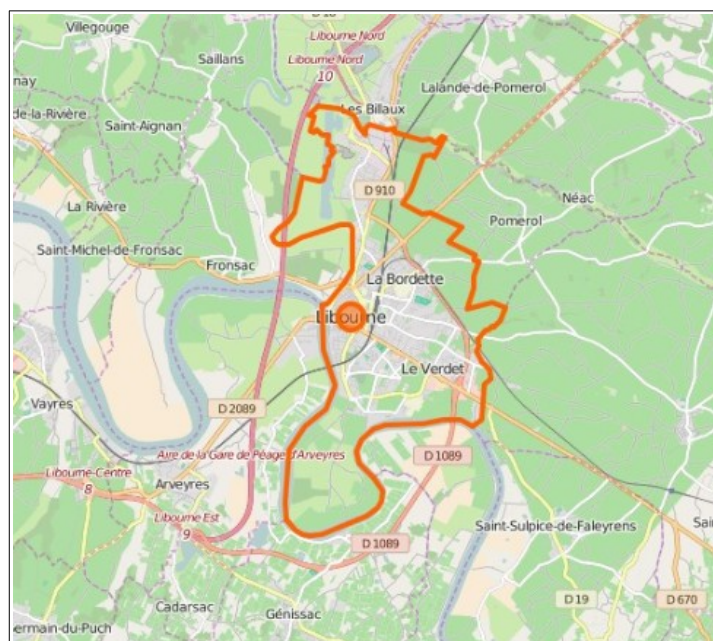 D 10
Villegouge
Libourne Nord
Saillans
Libourne Nord
10
Lalande-de-Pomerol
nay
Les Billaux
de-la-Rivière
Saint-Aignan
D 910
Néac
La Rivière
Pomerol
Saint-Michel-de-Fronsac
Fronsac
La Bordette
Libourne
Le Verdet
Vayres
D 2089
Aire de la Gare de Péage d'Arveyres
D 1089
Libourne-Centre
8
Arveyres
Libourne Est
9
Saint-Sulpice-de-Faleyrens
Sai
D 1089
Cadarsac
D 19
D 670
Génissac
ermain-du-Puch